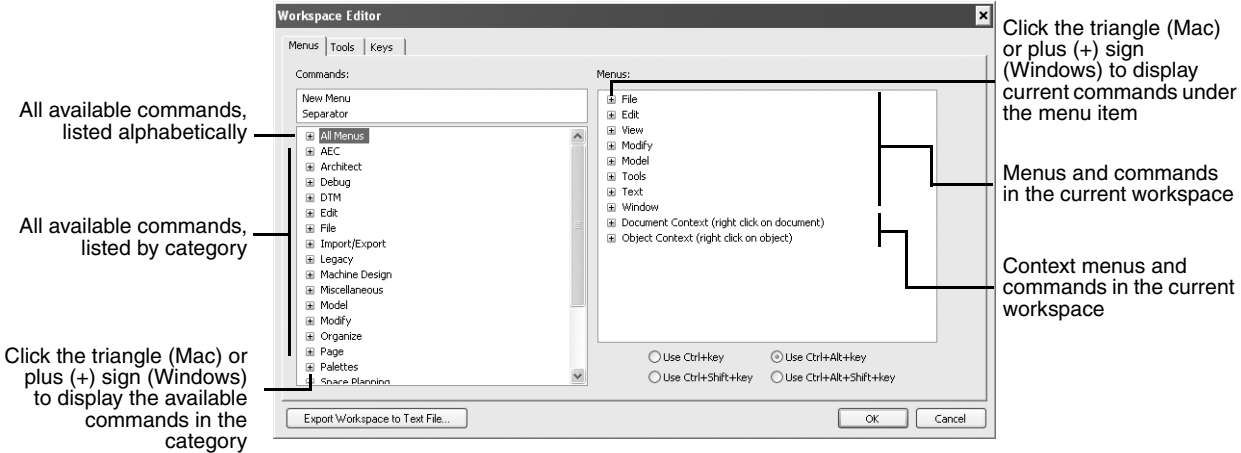 Workspace Editor
Menus
Tools
Keys
Commands:
New Menu
Separator
All Menus
AEC
Architect
Debug
DTM
Edit
File
Import/Export
Legacy
Machine Design
Miscellaneous
Model
Modify
Organize
Page
Palettes
Space Planning
Menus:
File
Edit
View
Modify
Model
Tools
Text
Window
Document Context (right click on document)
Object Context (right click on object)
Use Ctrl+key
Use Ctrl+Alt+key
Use Ctrl+Shift+key
Use Ctrl+Alt+Shift+key
Export Workspace to Text File...
OK
Cancel
All available commands,
listed alphabetically
All available commands,
listed by category
Click the triangle (Mac) or
plus (+) sign (Windows)
to display the available
commands in the
category
Click the triangle (Mac)
or plus (+) sign
(Windows) to display
current commands under
the menu item
Menus and commands
in the current workspace
Context menus and
commands in the current
workspace